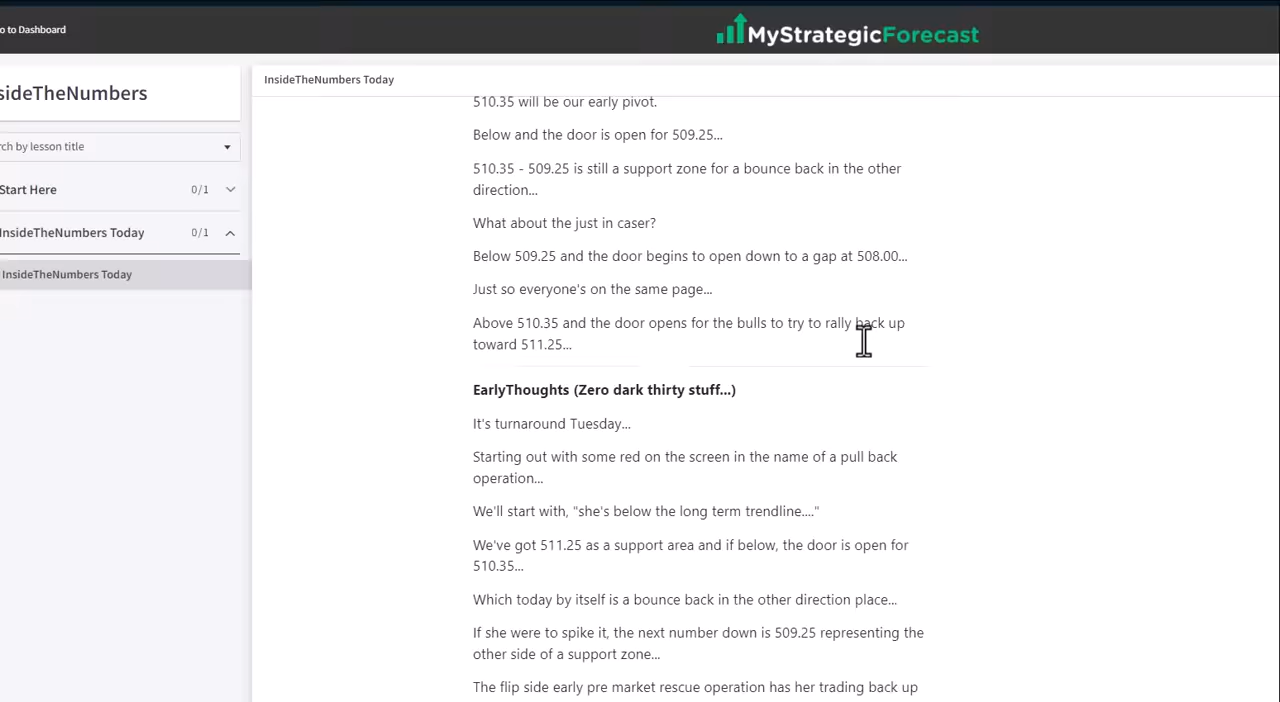 o to Dashboard
MyStrategicForecast
sideTheNumbers
InsideTheNumbers Today
rch by lesson title
Start Here 0/1
InsideTheNumbers Today 0/1
InsideTheNumbers Today
510.35 will be our early pivot.
Below and the door is open for 509.25...
510.35 - 509.25 is still a support zone for a bounce back in the other
direction...
What about the just in caser?
Below 509.25 and the door begins to open down to a gap at 508.00...
Just so everyone's on the same page...
Above 510.35 and the door opens for the bulls to try to rally back up
toward 511.25...
EarlyThoughts (Zero dark thirty stuff...)
It's turnaround Tuesday...
Starting out with some red on the screen in the name of a pull back
operation...
We'll start with, "she's below the long term trendline...."
We've got 511.25 as a support area and if below, the door is open for
510.35...
Which today by itself is a bounce back in the other direction place...
If she were to spike it, the next number down is 509.25 representing the
other side of a support zone...
The flip side early pre market rescue operation has her trading back up